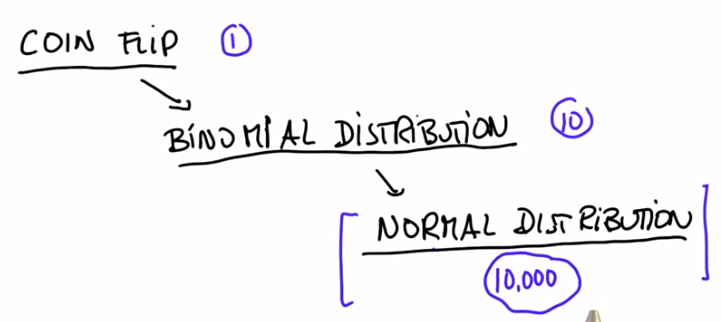 COIN FLIP 1
BINOMIAL DISTRIBUTION 10
NORMAL DISTRIBUTION
10,000